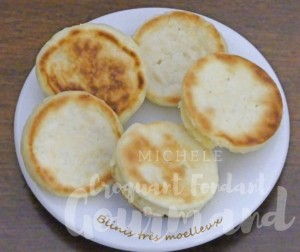 MICHELE
Croquant Fondant
Gourmand
Blinis très moelleux